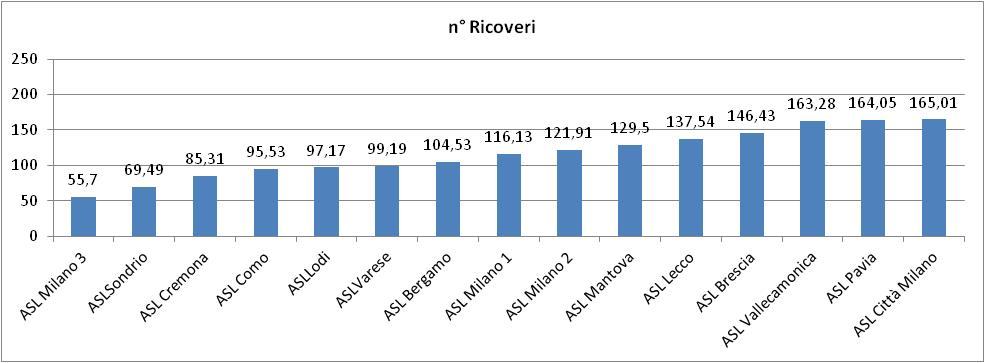 n° Ricoveri
250
200
150
100
50
0
55,7
69,49
85,31
95,53
97,17
99,19
104,53
116,13
121,91
129,5
137,54
146,43
163,28
164,05
165,01
ASL Milano 3
ASLSondrio
ASL Cremona
ASL Como
ASLLodi
ASLVarese
ASL Bergamo
ASL Milano 1
ASL Milano 2
ASL Mantova
ASL Lecco
ASL Brescia
ASL Vallecamonica
ASL Pavia
ASL Città Milano